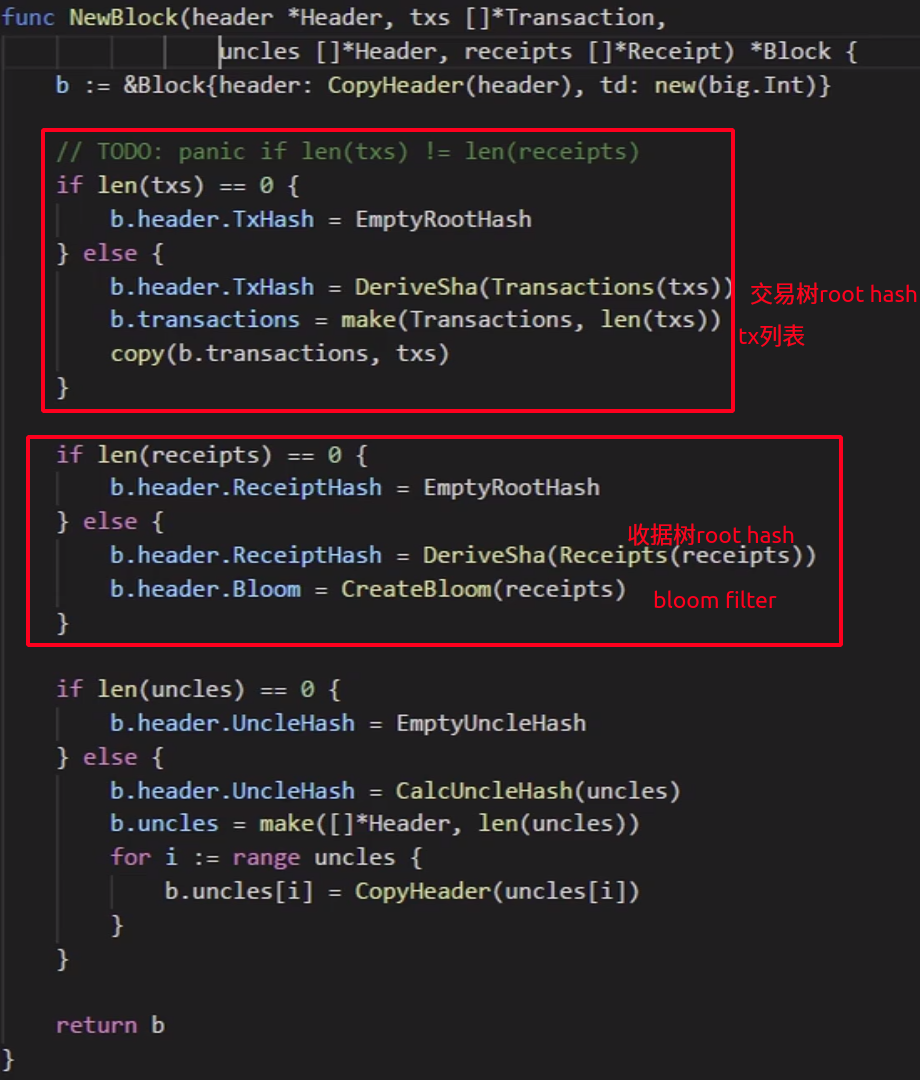 func NewBlock(header *Header, txs []*Transaction,
uncles []*Header, receipts []*Receipt) *Block {
b := &Block{header: CopyHeader(header), td: new(big.Int)}
// TODO: panic if len(txs) != len(receipts)
if len(txs) == 0 {
b.header.TxHash = EmptyRootHash
} else {
b.header.TxHash = DeriveSha(Transactions(txs))
交易树root hash
b.transactions = make(Transactions, len(txs))
tx列表
copy(b.transactions, txs)
}
if len(receipts) == 0 {
b.header.ReceiptHash = EmptyRootHash
} else {
收据树root hash
b.header.ReceiptHash = DeriveSha(Receipts(receipts))
b.header.Bloom = CreateBloom(receipts)
bloom filter
}
if len(uncles) == 0 {
b.header.UncleHash = EmptyUncleHash
} else {
b.header.UncleHash = CalcUncleHash(uncles)
b.uncles = make([]*Header, len(uncles))
for i := range uncles {
b.uncles[i] = CopyHeader(uncles[i])
}
}
return b
}